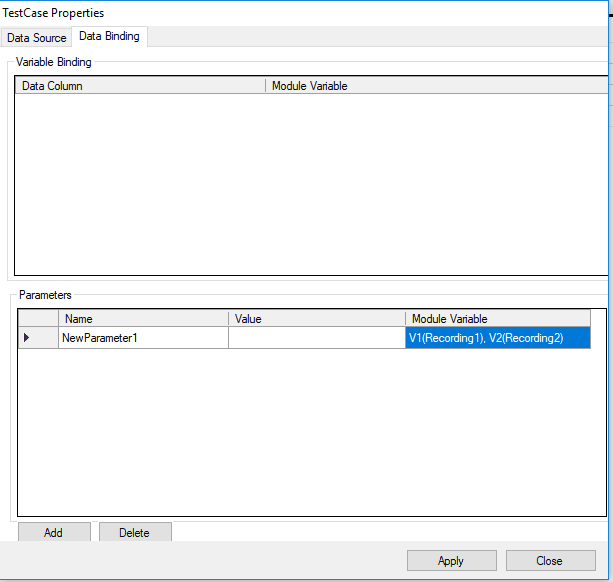 TestCase Properties
Data Source Data Binding
Variable Binding
Data Column Module Variable
Parameters
Name Value Module Variable
NewParameter1 V1(Recording1), V2(Recording2)
Add Delete
Apply Close